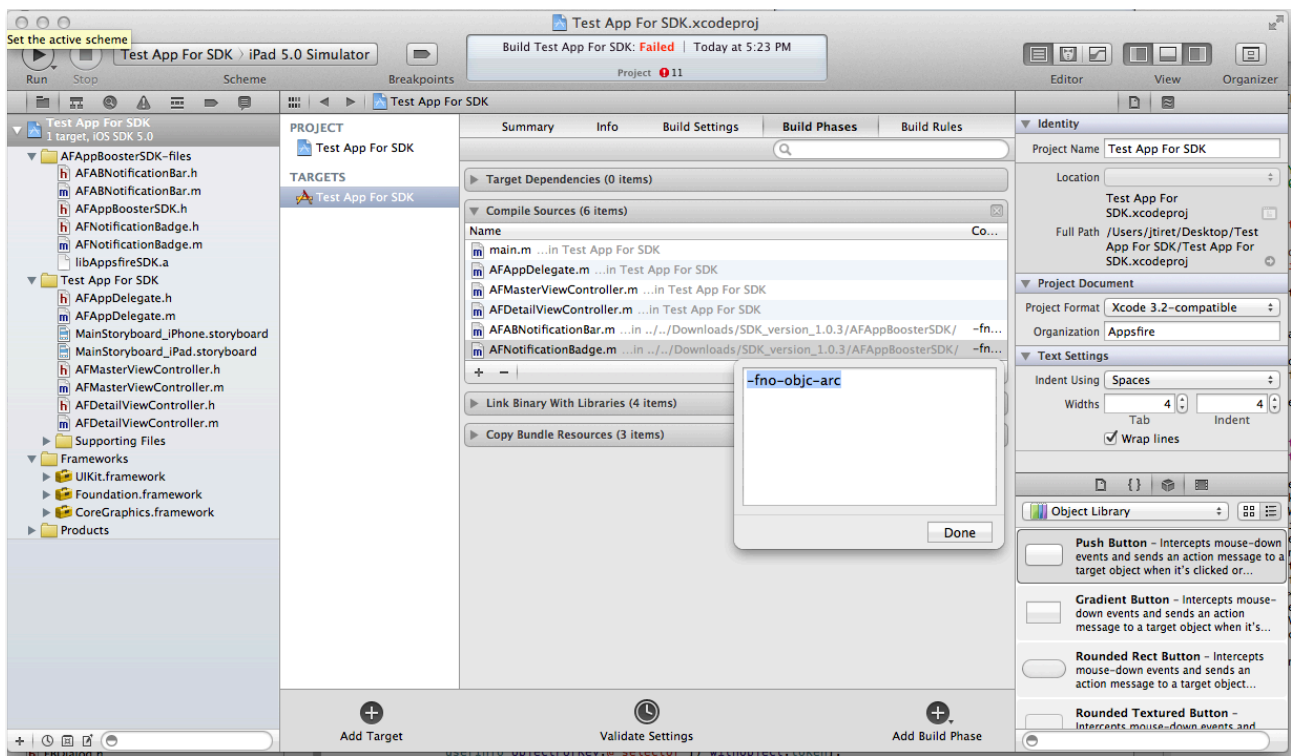 Test App For SDK.xcodeproj
Set the active scheme
Test App For SDK
iPad 5.0 Simulator
Build Test App For SDK: Failed | Today at 5:23 PM
Project 11
Run
Stop
Scheme
Breakpoints
Editor
View
Organizer
Test App For SDK
Test App For SDK
1 target, iOS SDK 5.0
AFAppBoosterSDK-files
AFABNotificationBar.h
AFABNotificationBar.m
AFAppBoosterSDK.h
AFNotificationBadge.h
AFNotificationBadge.m
libAppsfireSDK.a
Test App For SDK
AFAppDelegate.h
AFAppDelegate.m
MainStoryboard_iPhone.storyboard
MainStoryboard_iPad.storyboard
AFMasterViewController.h
AFMasterViewController.m
AFDetailViewController.h
AFDetailViewController.m
Supporting Files
Frameworks
UIKit.framework
Foundation.framework
CoreGraphics.framework
Products
PROJECT
Test App For SDK
TARGETS
Test App For SDK
Add Target
Summary
Info
Build Settings
Build Phases
Build Rules
Target Dependencies (0 items)
Compile Sources (6 items)
Name
Co...
main.m ...in Test App For SDK
AFAppDelegate.m ...in Test App For SDK
AFMasterViewController.m ...in Test App For SDK
AFDetailViewController.m ...in Test App For SDK
AFABNotificationBar.m ...in ../../Downloads/SDK_version_1.0.3/AFAppBoosterSDK/ -fn...
AFNotificationBadge.m ...in ../../Downloads/SDK_version_1.0.3/AFAppBoosterSDK/ -fn...
+ −
-fno-objc-arc
Done
Link Binary With Libraries (4 items)
Copy Bundle Resources (3 items)
Validate Settings
Add Build Phase
Identity
Project Name Test App For SDK
Location
Test App For
SDK.xcodeproj
Full Path /Users/jtiret/Desktop/Test
App For SDK/Test App For
SDK.xcodeproj
Project Document
Project Format Xcode 3.2-compatible
Organization Appsfire
Text Settings
Indent Using Spaces
Widths 4 4
Tab Indent
Wrap lines
{}
Object Library
Push Button - Intercepts mouse-down
events and sends an action message to a
target object when it's clicked or...
Gradient Button - Intercepts mouse-
down events and sends an action
message to a target object when it's...
Rounded Rect Button - Intercepts
mouse-down events and sends an
action message to a target object...
Rounded Textured Button -
Intercepts mouse-down events and